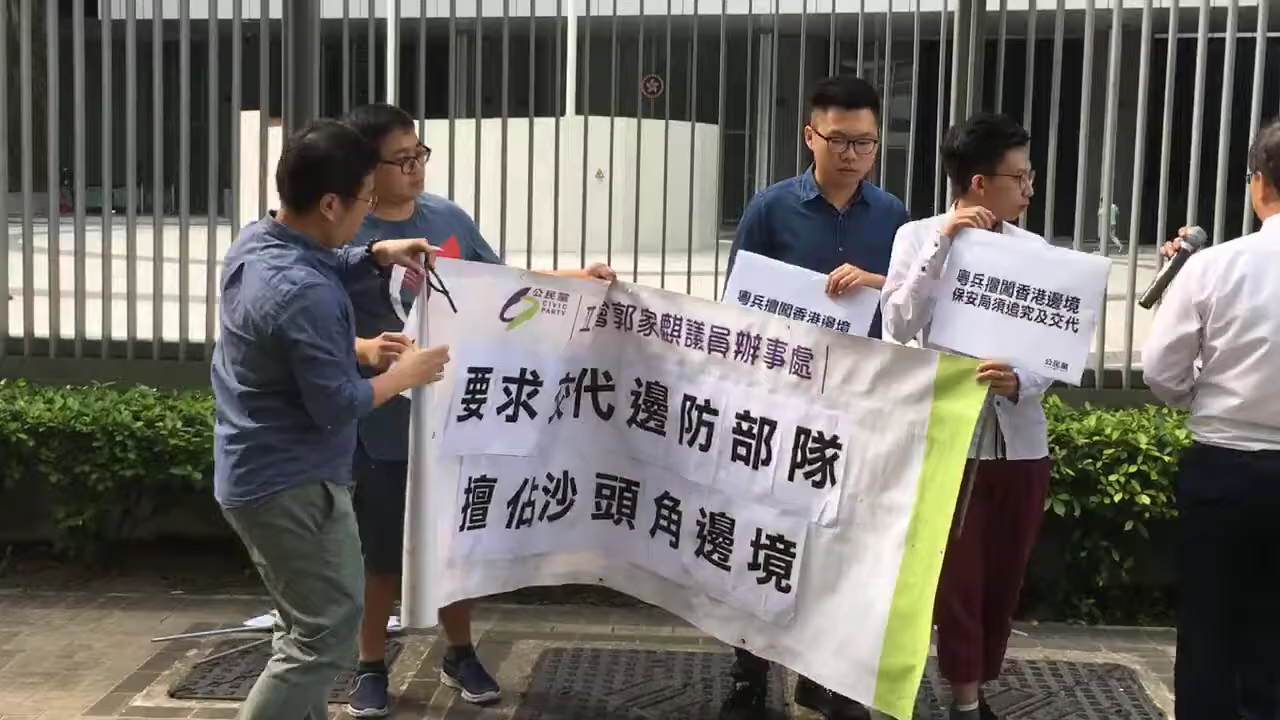 公民黨
CIVIC
PARTY
立會郭家麒議員辦事處
要求交代邊防部隊
擅佔沙頭角邊境
粵兵擅闖香港邊境
粵兵擅闖香港邊境
保安局須追究及交代
公民黨